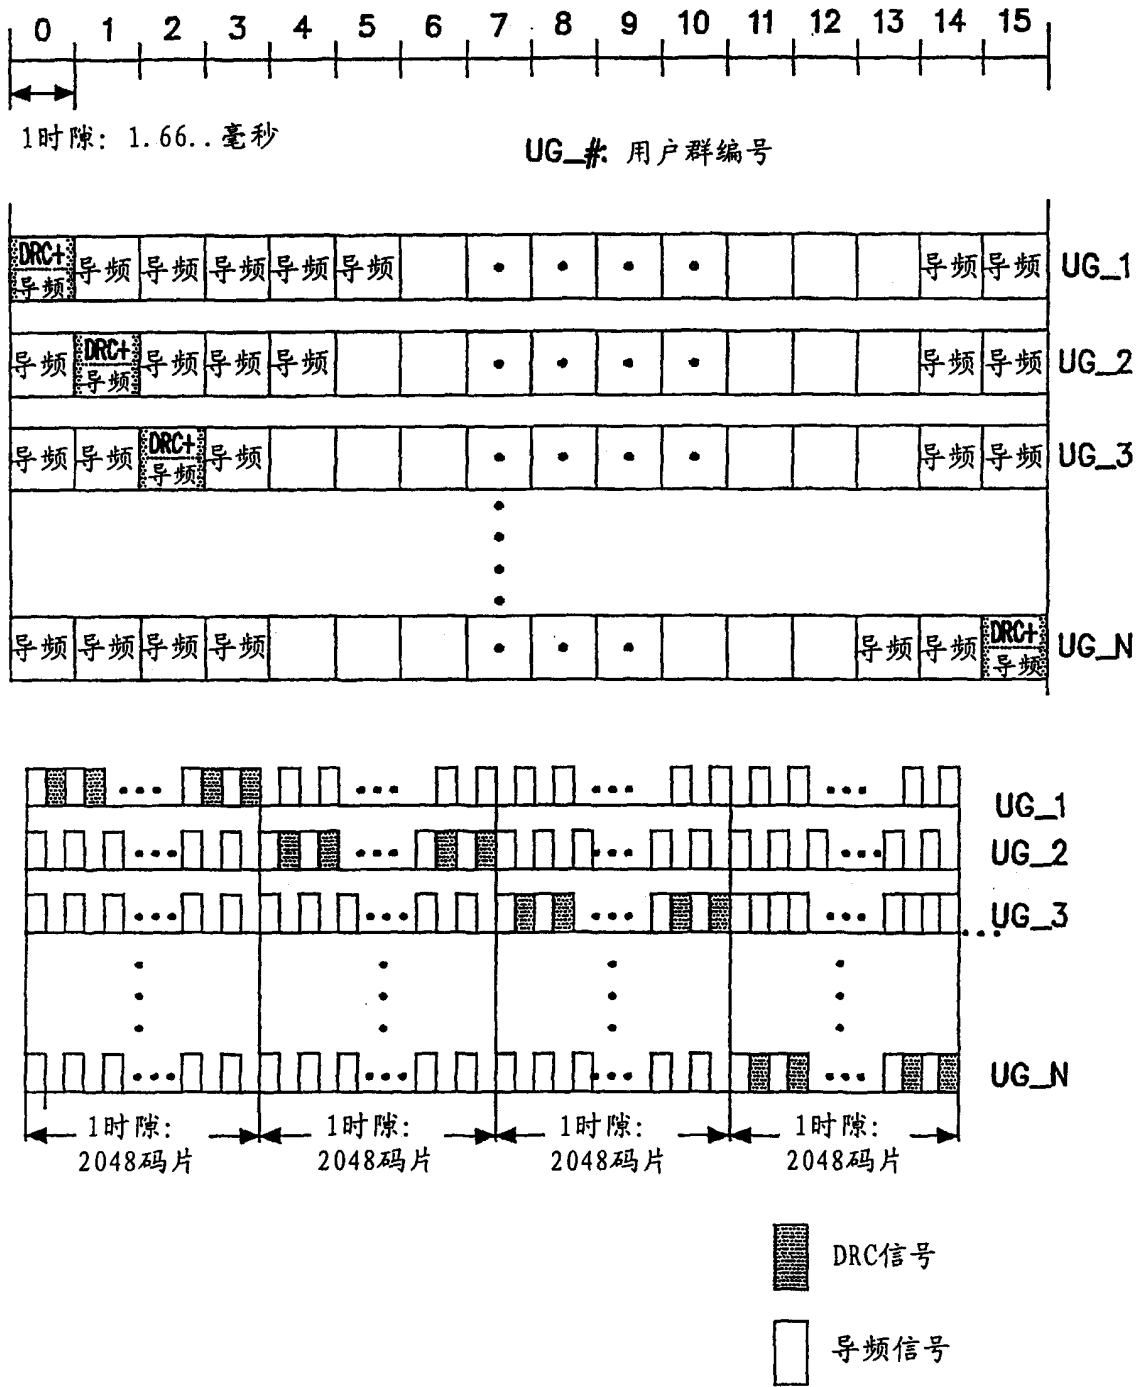 0 1 2 3 4 5 6 7 8 9 10 11 12 13 14 15
1时隙: 1.66..毫秒
UG_#: 用户群编号
DRC+ 导频 导频 导频 导频 导频 导频 导频 导频 UG_1
导频 DRC+ 导频 导频 导频 导频 导频 导频 UG_2
导频 导频 DRC+ 导频 导频 导频 导频 UG_3
导频 导频 导频 导频 导频 导频 DRC+ 导频 UG_N
UG_1
UG_2
UG_3
UG_N
1时隙: 1时隙: 1时隙: 1时隙:
2048码片 2048码片 2048码片 2048码片
DRC信号
导频信号